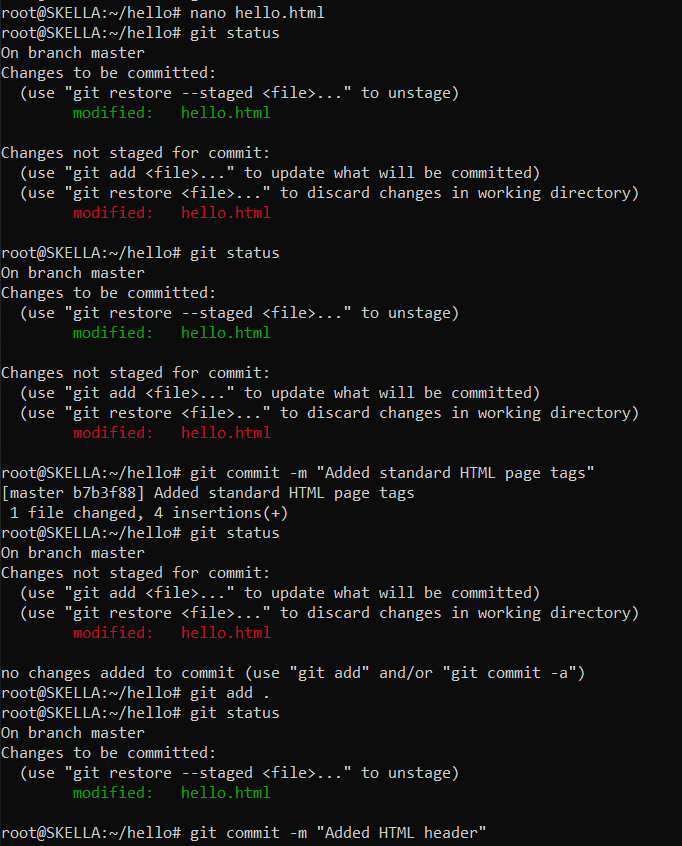 root@SKELLA:~/hello# nano hello.html
root@SKELLA:~/hello# git status
On branch master
Changes to be committed:
  (use "git restore --staged <file>..." to unstage)
        modified:   hello.html

Changes not staged for commit:
  (use "git add <file>..." to update what will be committed)
  (use "git restore <file>..." to discard changes in working directory)
        modified:   hello.html

root@SKELLA:~/hello# git status
On branch master
Changes to be committed:
  (use "git restore --staged <file>..." to unstage)
        modified:   hello.html

Changes not staged for commit:
  (use "git add <file>..." to update what will be committed)
  (use "git restore <file>..." to discard changes in working directory)
        modified:   hello.html

root@SKELLA:~/hello# git commit -m "Added standard HTML page tags"
[master b7b3f88] Added standard HTML page tags
 1 file changed, 4 insertions(+)
root@SKELLA:~/hello# git status
On branch master
Changes not staged for commit:
  (use "git add <file>..." to update what will be committed)
  (use "git restore <file>..." to discard changes in working directory)
        modified:   hello.html

no changes added to commit (use "git add" and/or "git commit -a")
root@SKELLA:~/hello# git add .
root@SKELLA:~/hello# git status
On branch master
Changes to be committed:
  (use "git restore --staged <file>..." to unstage)
        modified:   hello.html

root@SKELLA:~/hello# git commit -m "Added HTML header"